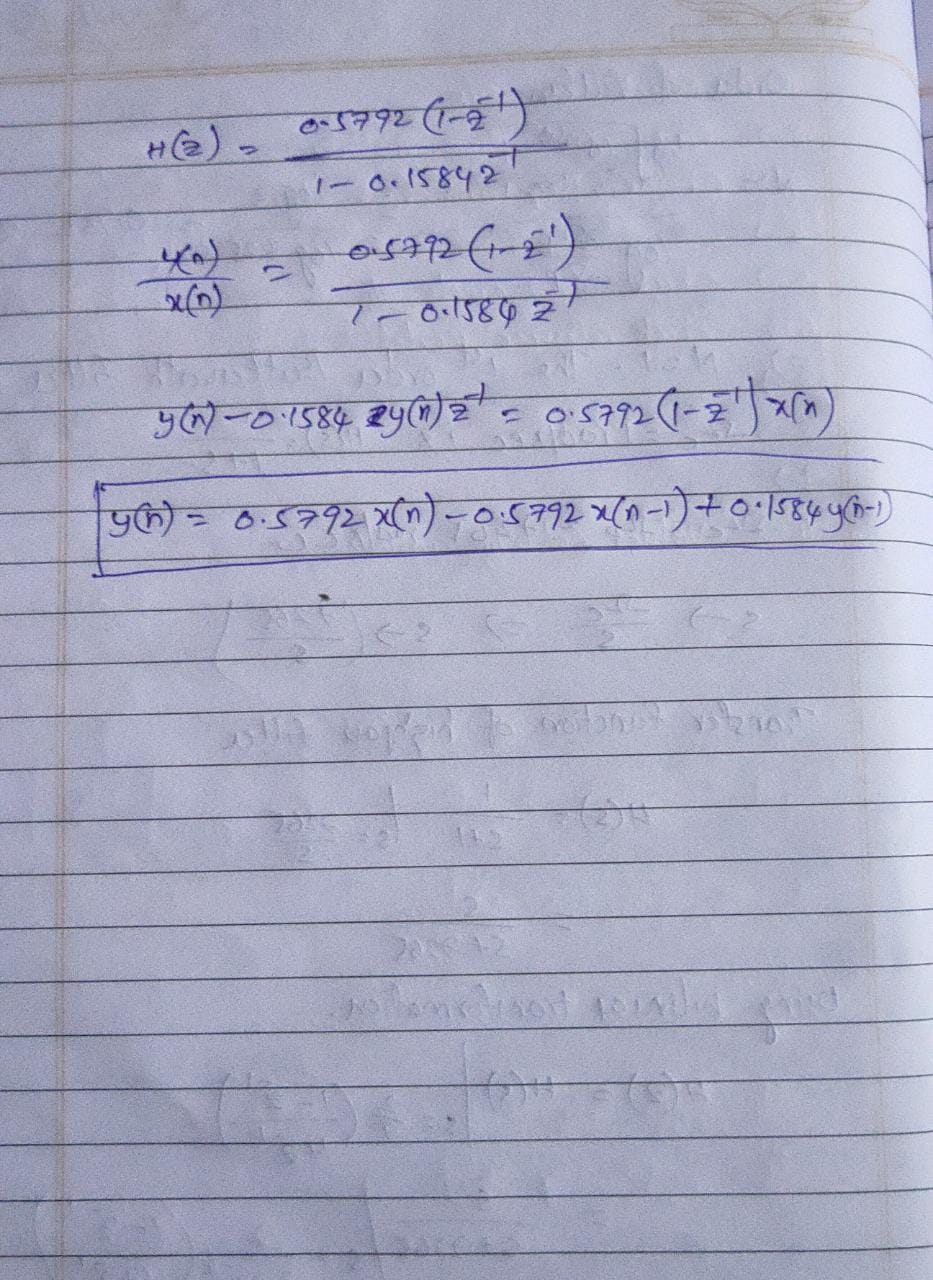 H(z) = 0.5792 (1-z⁻¹) / 1 - 0.1584 z⁻¹
y(n) / x(n) = 0.5792 (1-z⁻¹) / 1 - 0.1584 z⁻¹
y(n) - 0.1584 y(n) z⁻¹ = 0.5792 (1-z⁻¹) x(n)
y(n) = 0.5792 x(n) - 0.5792 x(n-1) + 0.1584 y(n-1)